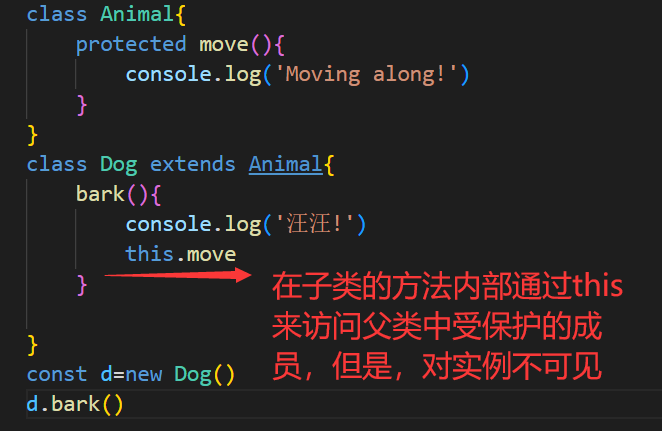 class Animal{
    protected move(){
        console.log('Moving along!')
    }
}
class Dog extends Animal{
    bark(){
        console.log('汪汪!')
        this.move
    }
在子类的方法内部通过this
来访问父类中受保护的成
员，但是，对实例不可见
}
const d=new Dog()
d.bark()